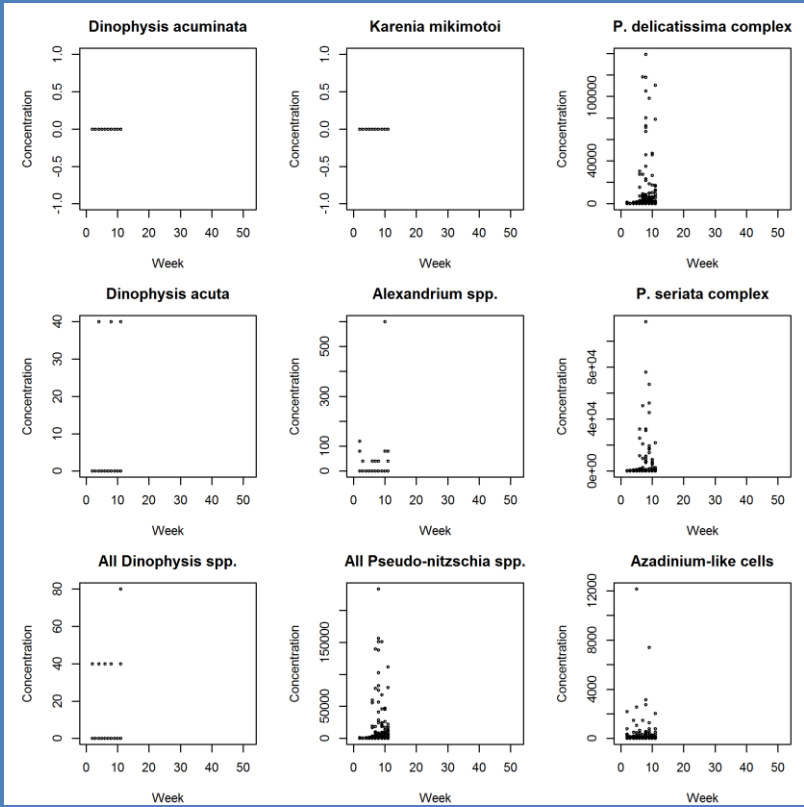 Dinophysis acuminata
Concentration
1.0
0.5
0.0
-0.5
-1.0
0 10 20 30 40 50
Week
Karenia mikimotoi
Concentration
1.0
0.5
0.0
-0.5
-1.0
0 10 20 30 40 50
Week
P. delicatissima complex
Concentration
100000
40000
0
0 10 20 30 40 50
Week
Dinophysis acuta
Concentration
40
30
20
10
0
0 10 20 30 40 50
Week
Alexandrium spp.
Concentration
500
300
100
0
0 10 20 30 40 50
Week
P. seriata complex
Concentration
8e+04
4e+04
0e+00
0 10 20 30 40 50
Week
All Dinophysis spp.
Concentration
80
60
40
20
0
0 10 20 30 40 50
Week
All Pseudo-nitzschia spp.
Concentration
150000
50000
0
0 10 20 30 40 50
Week
Azadinium-like cells
Concentration
12000
8000
4000
0
0 10 20 30 40 50
Week